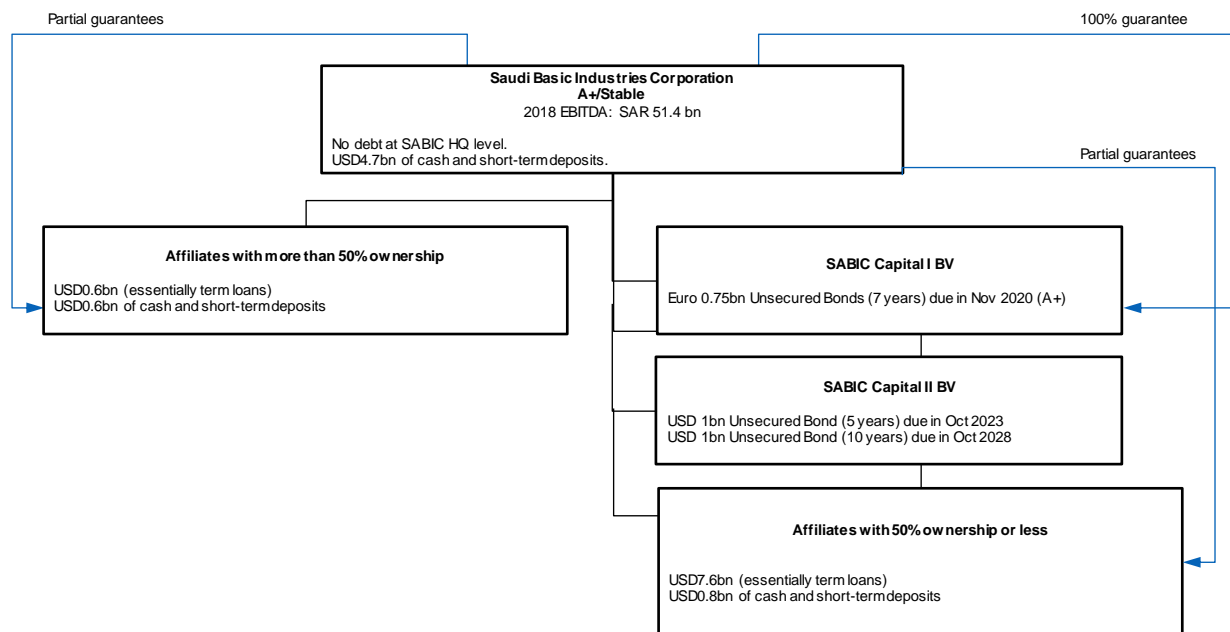 Partial guarantees
100% guarantee
Saudi Basic Industries Corporation
A+/Stable
2018 EBITDA: SAR 51.4 bn
No debt at SABIC HQ level.
USD4.7bn of cash and short-term deposits.
Partial guarantees
Affiliates with more than 50% ownership
USD0.6bn (essentially term loans)
USD0.6bn of cash and short-term deposits
SABIC Capital I BV
Euro 0.75bn Unsecured Bonds (7 years) due in Nov 2020 (A+)
SABIC Capital II BV
USD 1bn Unsecured Bond (5 years) due in Oct 2023
USD 1bn Unsecured Bond (10 years) due in Oct 2028
Affiliates with 50% ownership or less
USD7.6bn (essentially term loans)
USD0.8bn of cash and short-term deposits